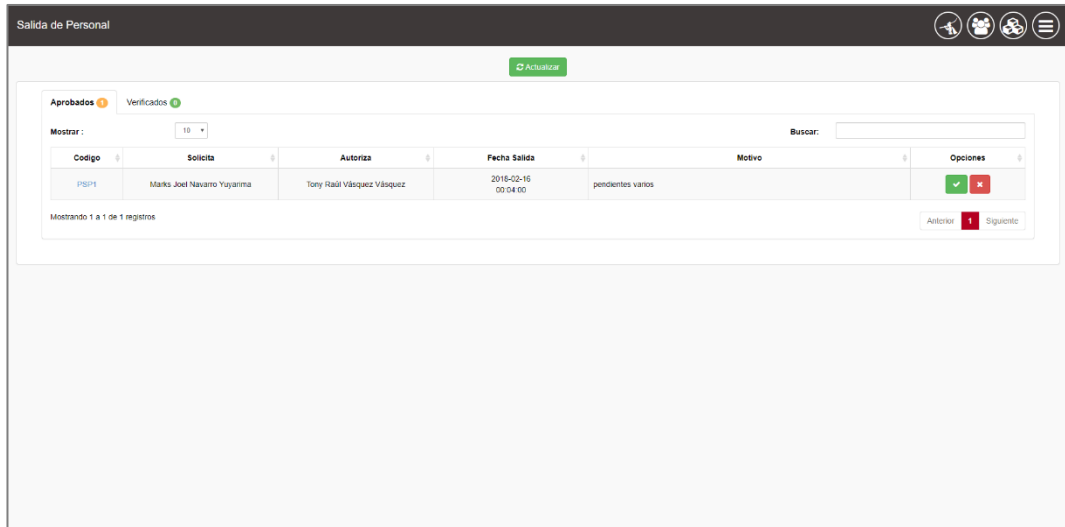 Salida de Personal
Actualizar
Aprobados 1 Verificados 0
Mostrar : 10 Buscar:
Codigo Solicita Autoriza Fecha Salida Motivo Opciones
PSP1 Marks Joel Navarro Yuyarima Tony Raúl Vásquez Vásquez 2018-02-16 pendientes varios
00:04:00
Mostrando 1 a 1 de 1 registros Anterior 1 Siguiente